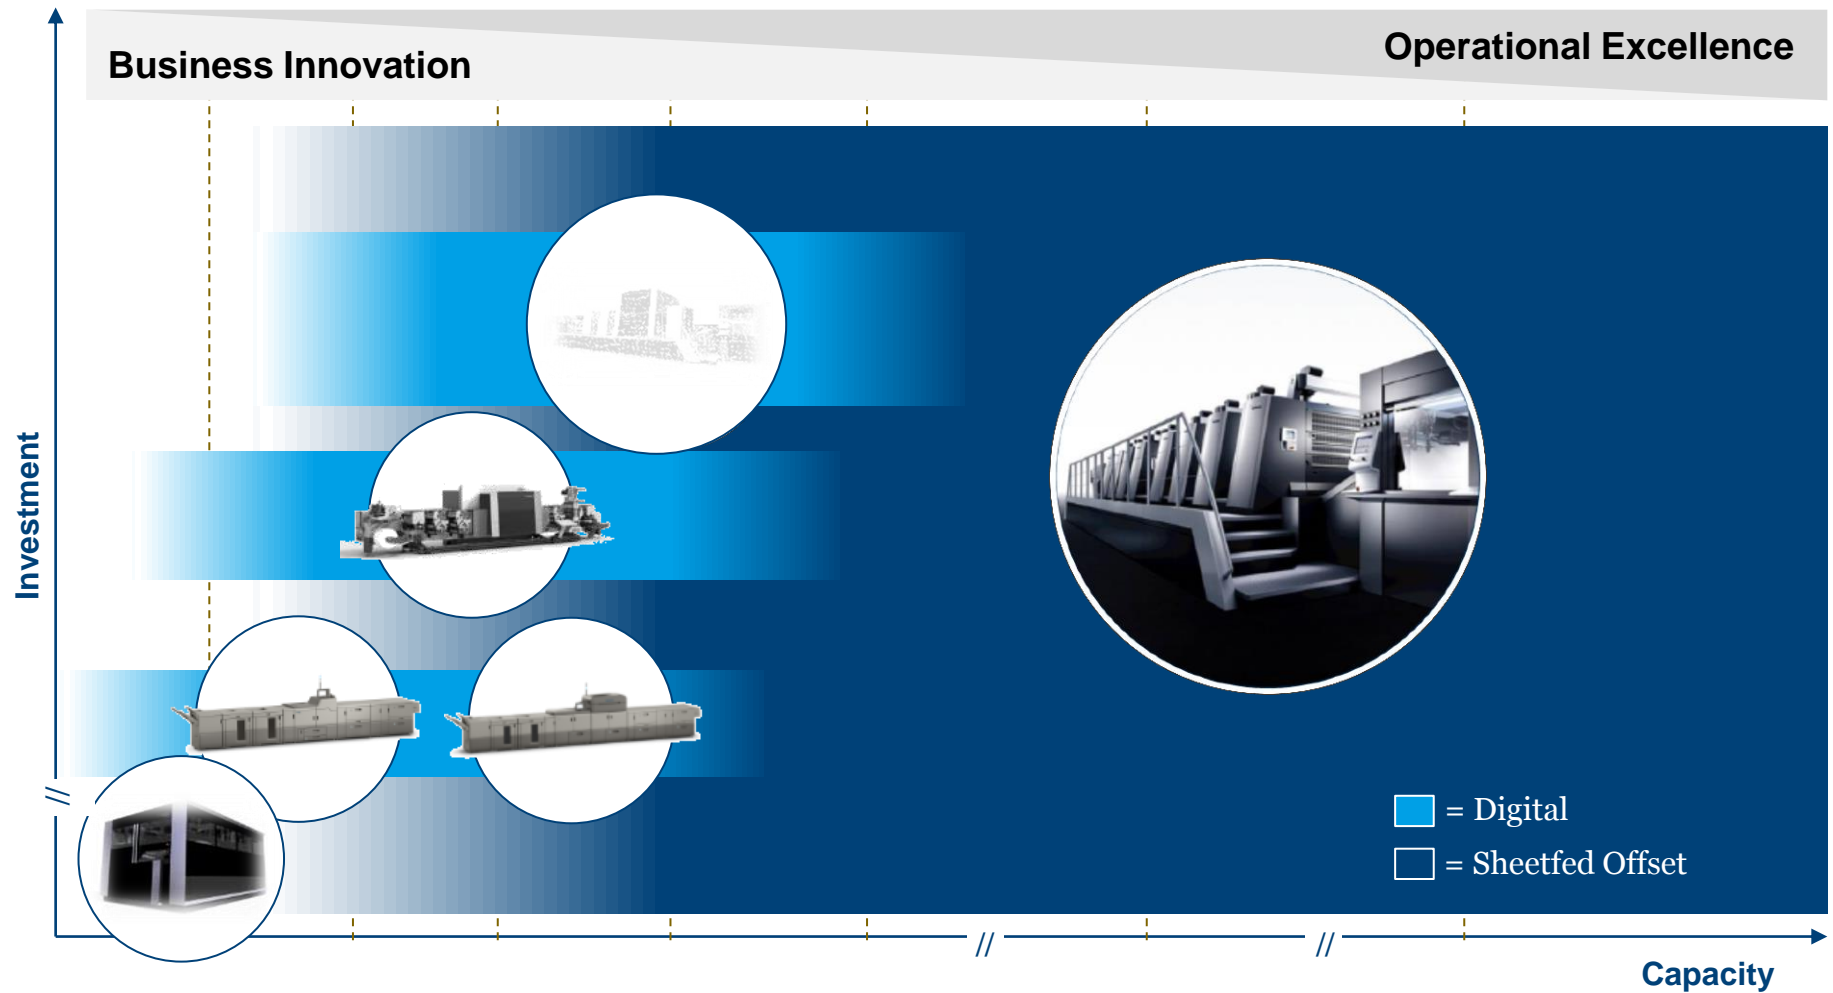 Business Innovation
Operational Excellence
Investment
= Digital
= Sheetfed Offset
//
//
//
Capacity